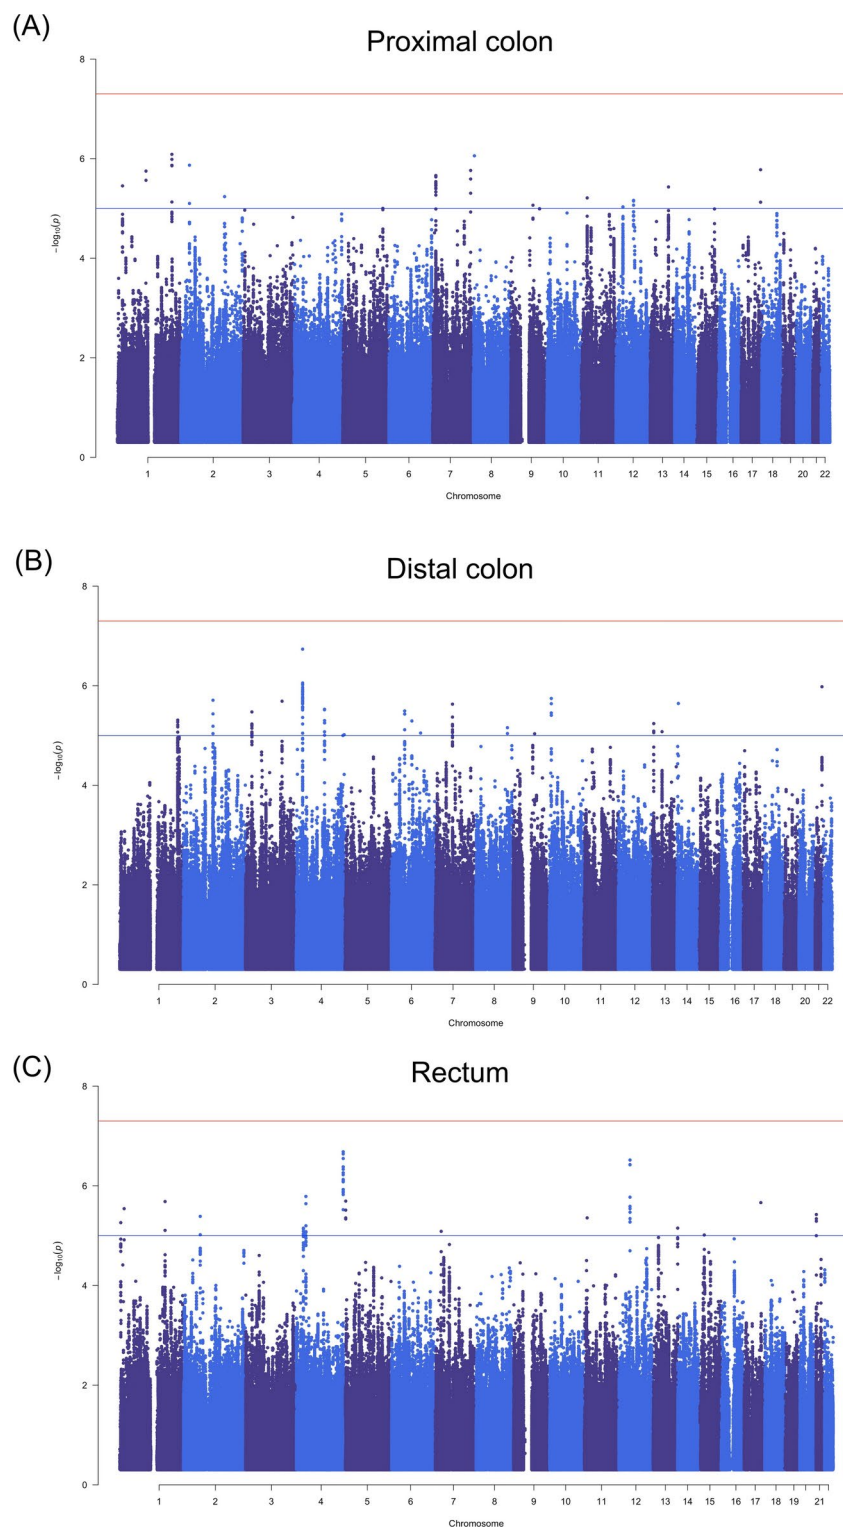 (A)
Proximal colon
8
6
4
2
0
−log₁₀(p)
1 2 3 4 5 6 7 8 9 10 11 12 13 14 15 16 17 18 20 22
Chromosome
(B)
Distal colon
8
6
4
2
0
−log₁₀(p)
1 2 3 4 5 6 7 8 9 10 11 12 13 14 15 16 18 20 22
Chromosome
(C)
Rectum
8
6
4
2
0
−log₁₀(p)
1 2 3 4 5 6 7 8 9 10 11 12 13 14 15 16 17 18 19 21
Chromosome